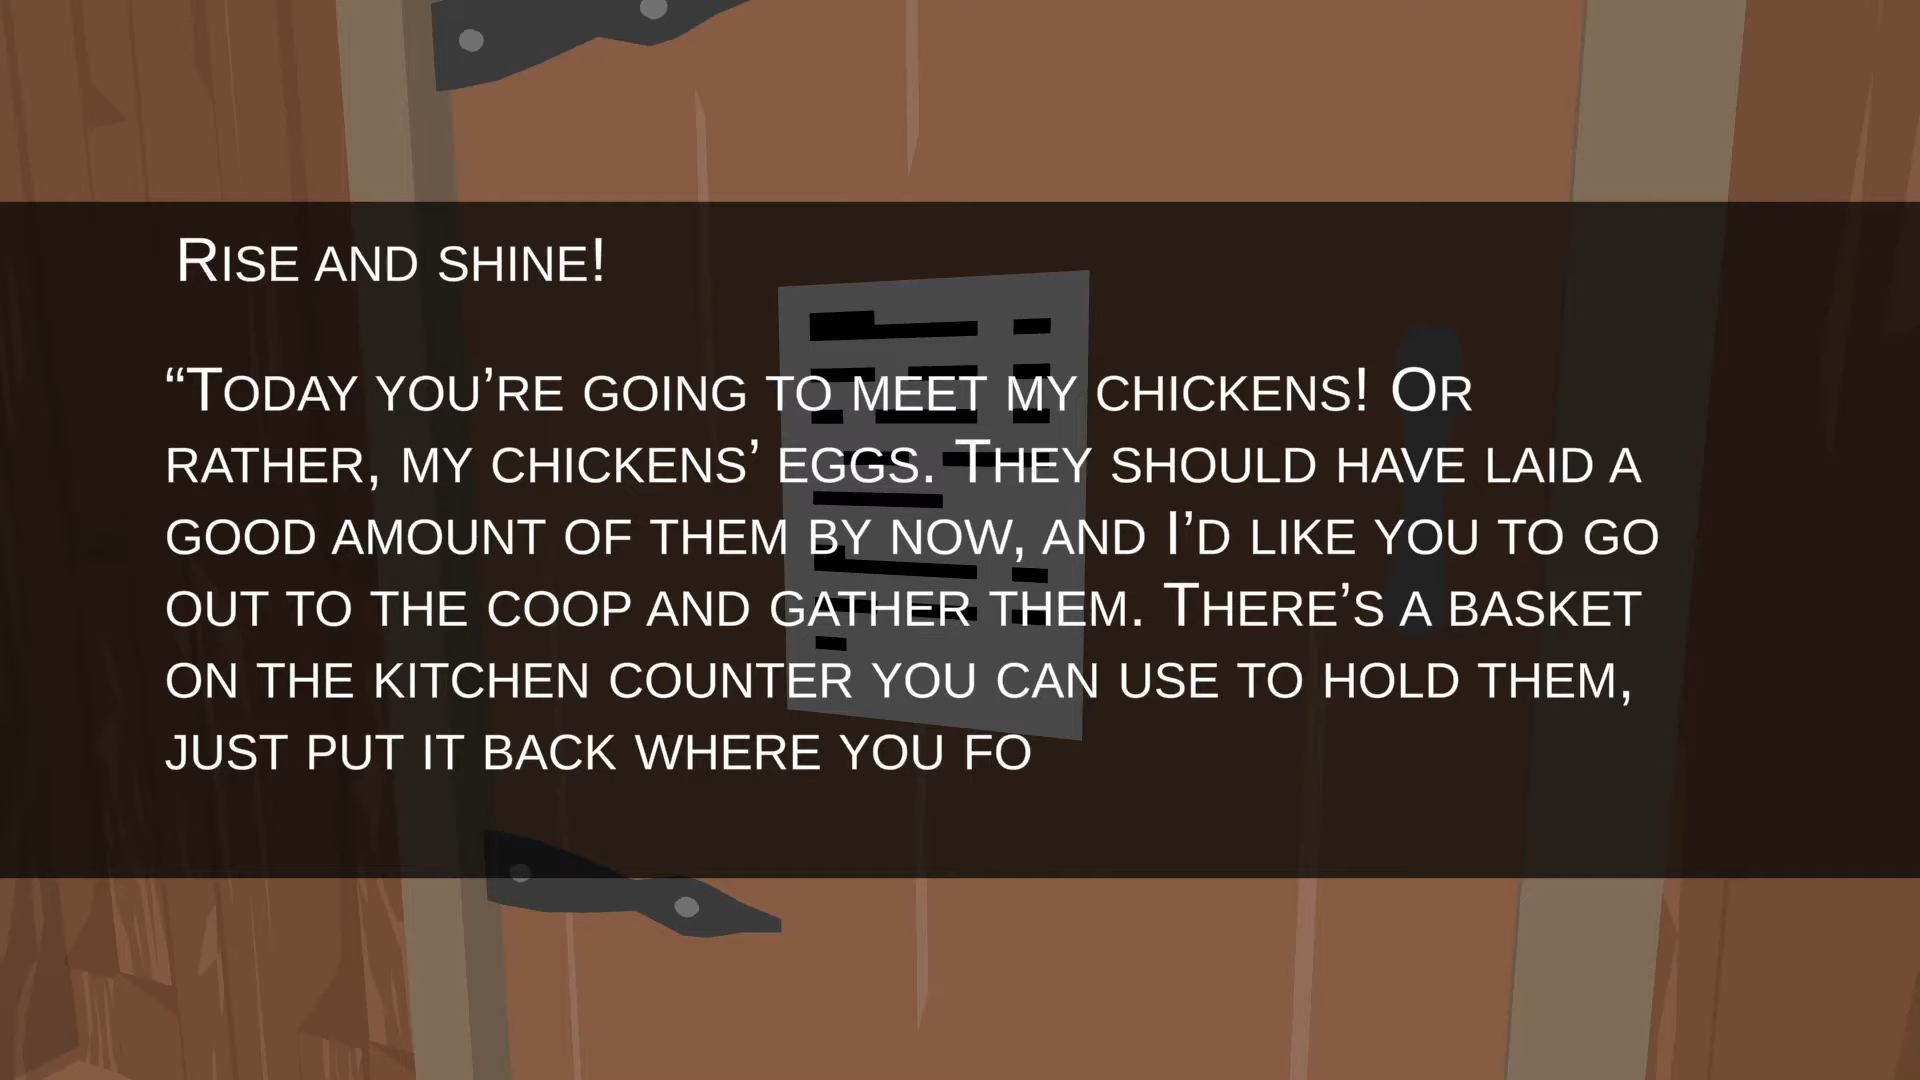 Rise and shine!
“Today you’re going to meet my chickens! Or
rather, my chickens’ eggs. They should have laid a
good amount of them by now, and I’d like you to go
out to the coop and gather them. There’s a basket
on the kitchen counter you can use to hold them,
just put it back where you fo